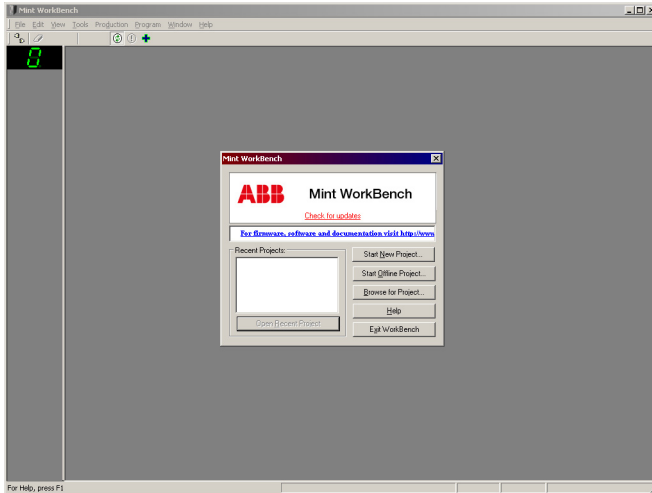 Mint WorkBench
File Edit View Tools Production Program Window Help
Mint WorkBench
ABB Mint WorkBench
Check for updates
For firmware, software and documentation visit http://www
Recent Projects:
Start New Project...
Start Offline Project...
Browse for Project...
Help
Open Recent Project
Exit WorkBench
For Help, press F1